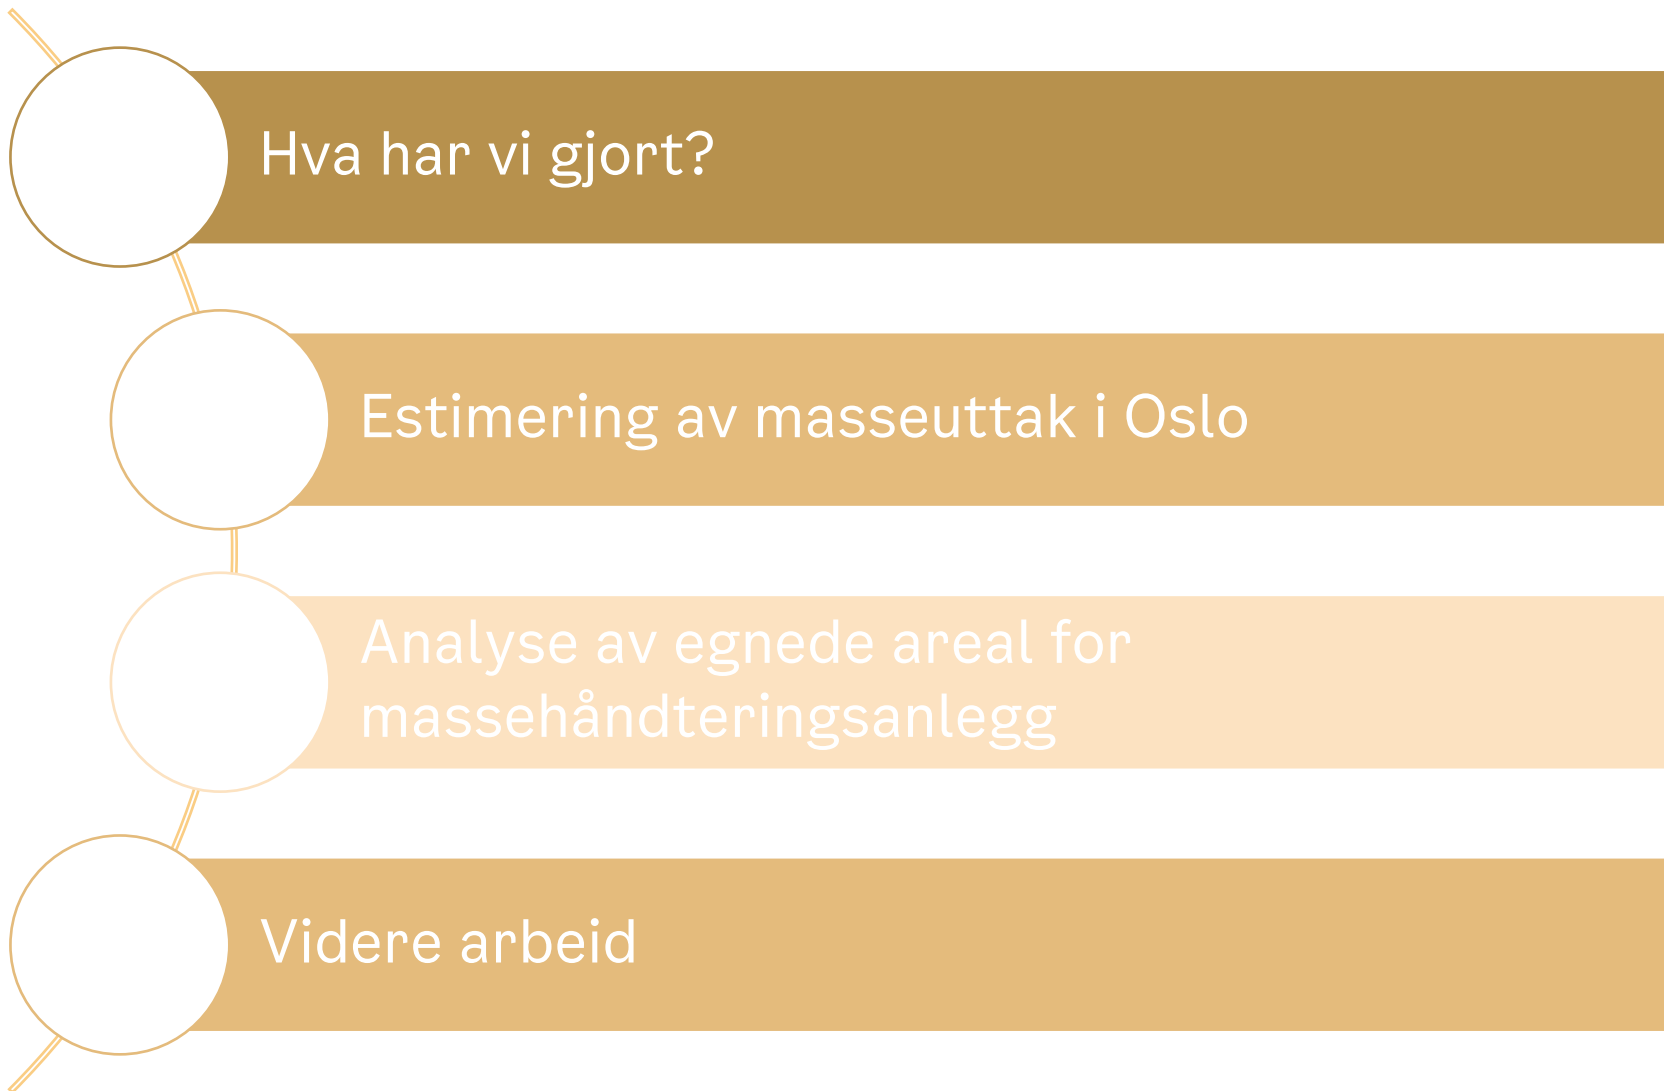 Hva har vi gjort?
Estimering av masseuttak i Oslo
Analyse av egnede areal for
massehåndteringsanlegg
Videre arbeid